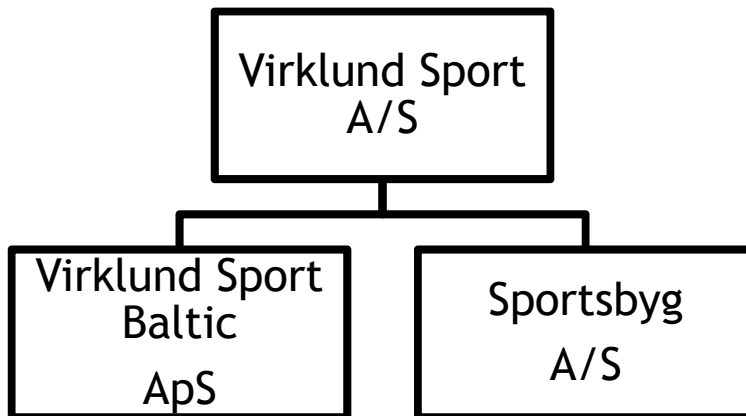 Virklund Sport
A/S
Virklund Sport
Baltic
ApS
Sportsbyg
A/S